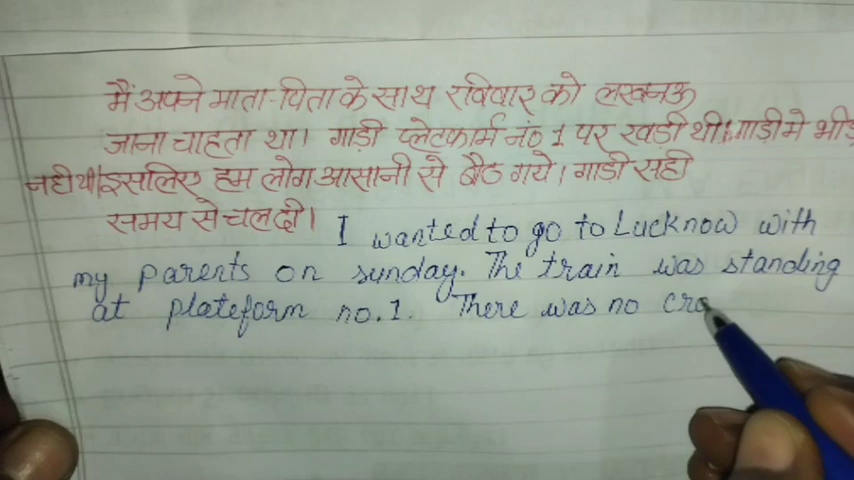 मैं अपने माता-पिता के साथ रविवार को लखनऊ
जाना चाहता था। गाड़ी प्लेटफार्म नं० 1 पर खड़ी थी। गाड़ी मे भीड़
नही थी। इसलिए हम लोग आसानी से बैठ गये। गाड़ी सही
समय से चल दी। I wanted to go to Lucknow with
my parents on sunday. The train was standing
at plateform no.1. There was no cro